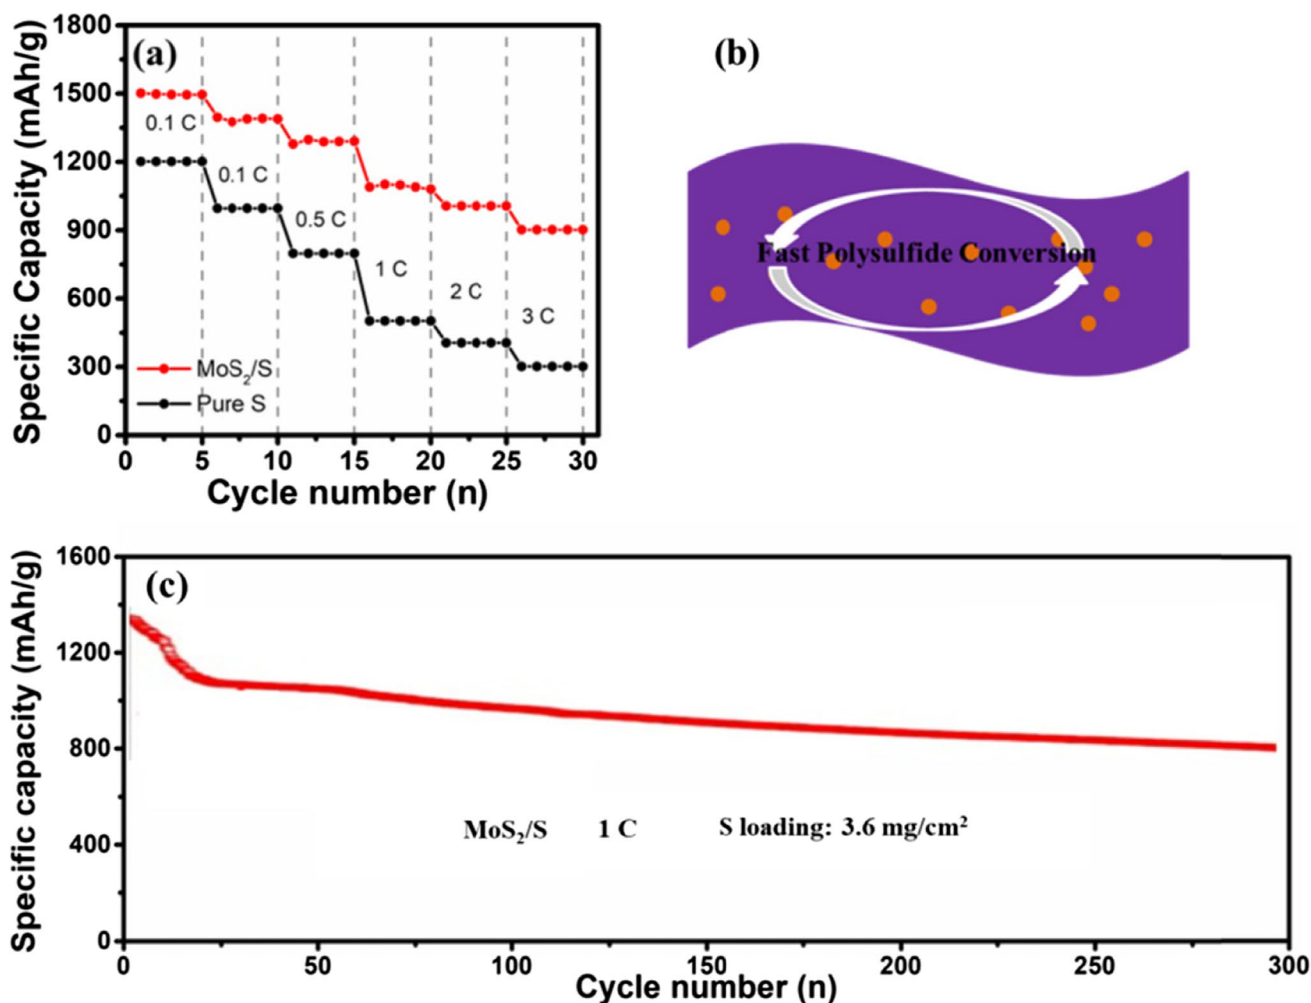 (a)
Specific Capacity (mAh/g)
1800
1500
1200
900
600
300
0
0.1 C
0.1 C
0.5 C
1 C
2 C
3 C
MoS₂/S
Pure S
0 5 10 15 20 25 30
Cycle number (n)
(b)
Fast Polysulfide Conversion
(c)
Specific capacity (mAh/g)
1600
1200
800
400
0
MoS₂/S 1 C S loading: 3.6 mg/cm²
0 50 100 150 200 250 300
Cycle number (n)